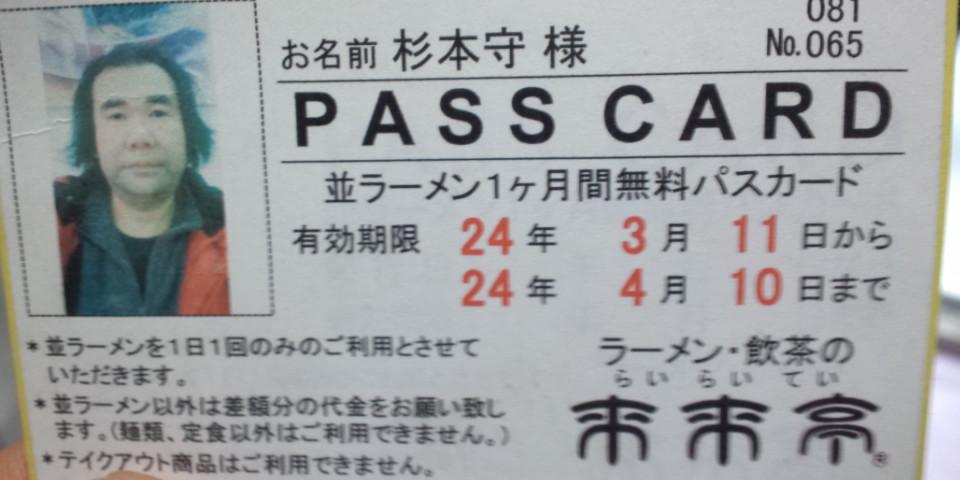 081
お名前 杉本守 様 No.065
PASS CARD
並ラーメン1ヶ月間無料パスカード
有効期限 24年 3月 11日から
24年 4月 10日まで
*並ラーメンを1日1回のみのご利用とさせて
いただきます。
*並ラーメン以外は差額分の代金をお願い致し
ます。(麺類、定食以外はご利用できません。)
*テイクアウト商品はご利用できません。
ラーメン・飲茶の
らい らい てい
来来亭®